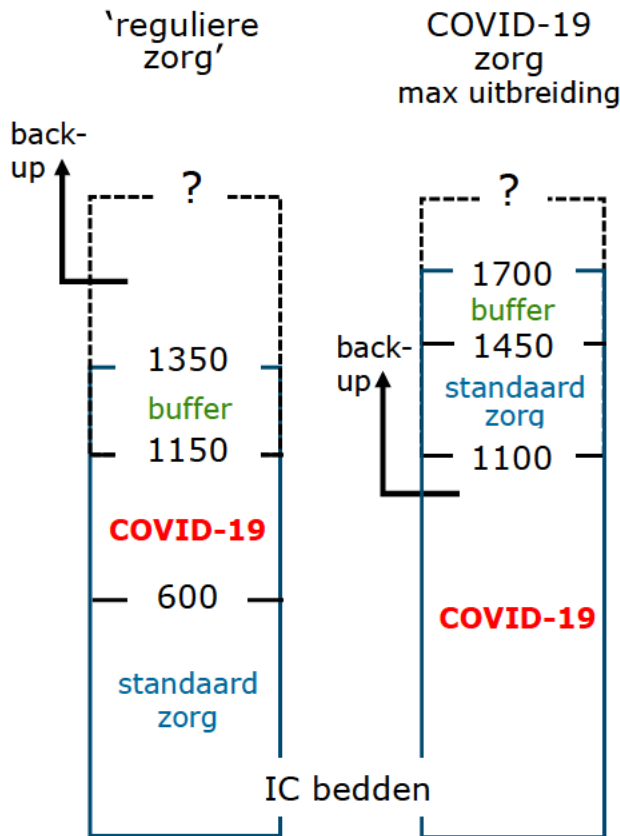 ‘reguliere
zorg’
back-
up
?
1350
buffer
1150
COVID-19
600
standaard
zorg
COVID-19
zorg
max uitbreiding
?
1700
buffer
1450
back-
up
standaard
zorg
1100
COVID-19
IC bedden